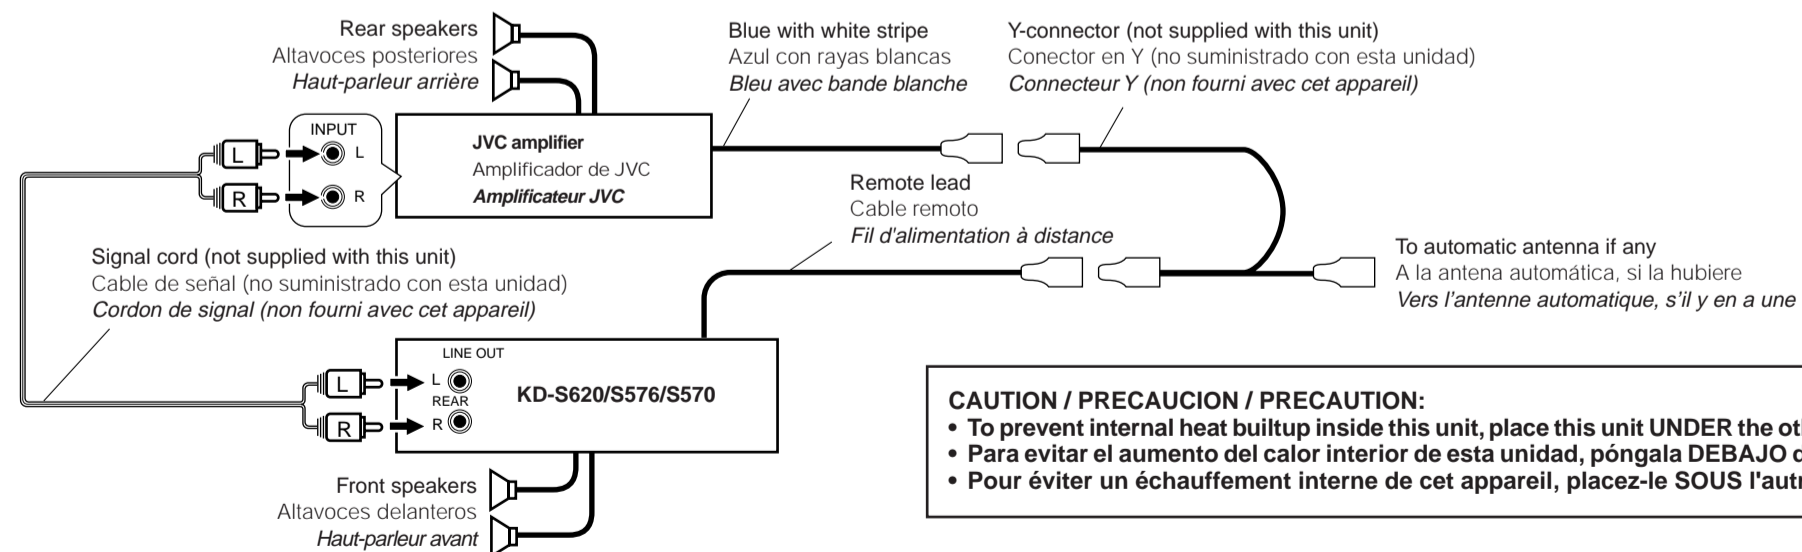 Rear speakers
Altavoces posteriores
Haut-parleur arrière
Blue with white stripe
Azul con rayas blancas
Bleu avec bande blanche
Y-connector (not supplied with this unit)
Conector en Y (no suministrado con esta unidad)
Connecteur Y (non fourni avec cet appareil)
INPUT
L
L
R
R
JVC amplifier
Amplificador de JVC
Amplificateur JVC
Remote lead
Cable remoto
Fil d'alimentation à distance
Signal cord (not supplied with this unit)
Cable de señal (no suministrado con esta unidad)
Cordon de signal (non fourni avec cet appareil)
To automatic antenna if any
A la antena automática, si la hubiere
Vers l'antenne automatique, s'il y en a une
LINE OUT
L
L
REAR
R
R
KD-S620/S576/S570
Front speakers
Altavoces delanteros
Haut-parleur avant
CAUTION / PRECAUCION / PRECAUTION:
• To prevent internal heat builtup inside this unit, place this unit UNDER the
• Para evitar el aumento del calor interior de esta unidad, póngala DEBAJO
• Pour éviter un échauffement interne de cet appareil, placez-le SOUS